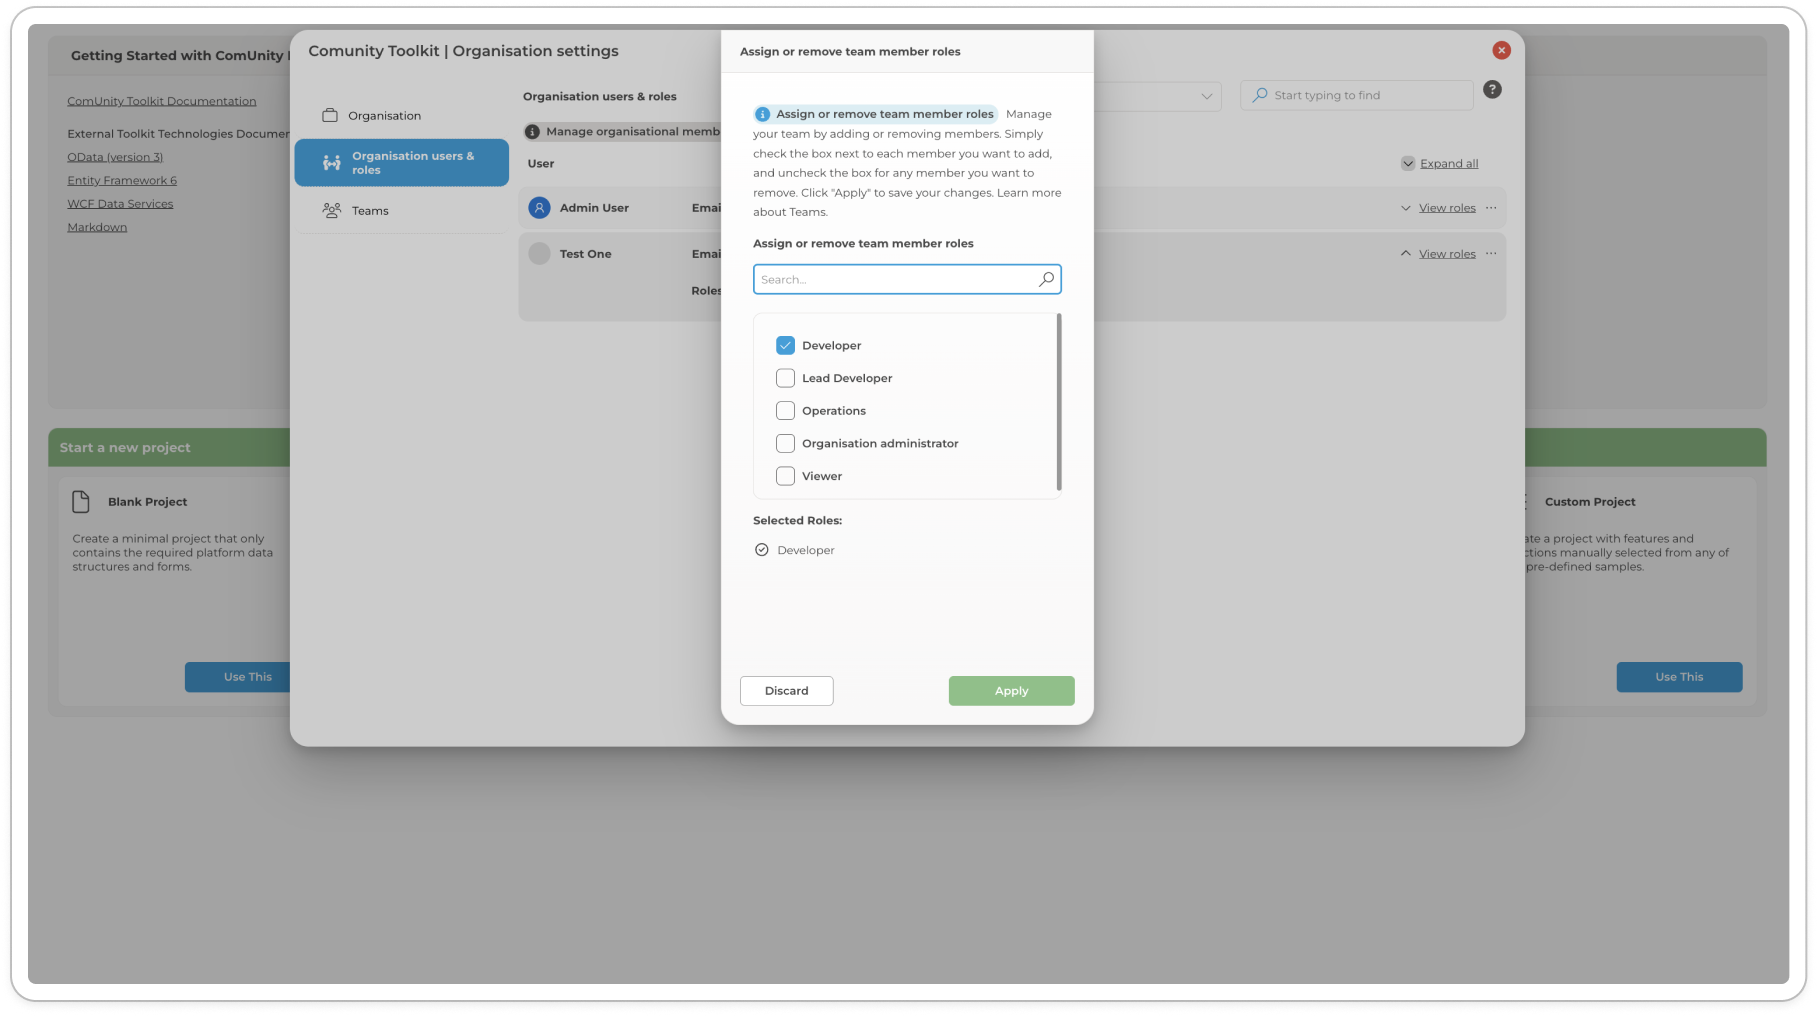 Getting Started with ComUnity
ComUnity Toolkit Documentation
External Toolkit Technologies Documen
OData (version 3)
Entity Framework 6
WCF Data Services
Markdown
Start a new project
Blank Project
Create a minimal project that only
contains the required platform data
structures and forms.
Use This
Comunity Toolkit | Organisation settings
Organisation
Organisation users &
roles
Teams
Organisation users & roles
Manage organisational memb
User
Admin User
Emai
Test One
Emai
Roles
Start typing to find
?
Expand all
View roles
View roles
Assign or remove team member roles
Assign or remove team member roles Manage
your team by adding or removing members. Simply
check the box next to each member you want to add,
and uncheck the box for any member you want to
remove. Click "Apply" to save your changes. Learn more
about Teams.
Assign or remove team member roles
Search...
Developer
Lead Developer
Operations
Organisation administrator
Viewer
Selected Roles:
Developer
Discard
Apply
Custom Project
ate a project with features and
ctions manually selected from any of
pre-defined samples.
Use This